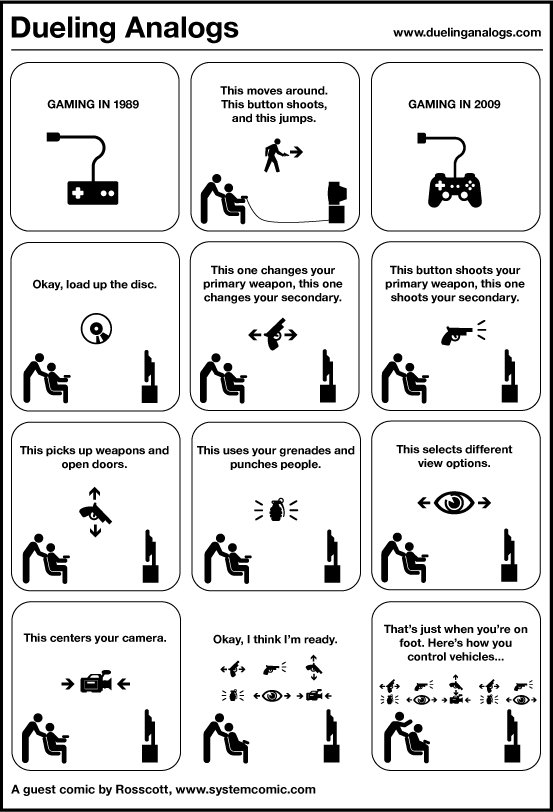 Dueling Analogs
www.duelinganalogs.com
GAMING IN 1989
This moves around.
This button shoots,
and this jumps.
GAMING IN 2009
Okay, load up the disc.
This one changes your
primary weapon, this one
changes your secondary.
This button shoots your
primary weapon, this one
shoots your secondary.
This picks up weapons and
open doors.
This uses your grenades and
punches people.
This selects different
view options.
This centers your camera.
Okay, I think I'm ready.
That's just when you're on
foot. Here's how you
control vehicles...
A guest comic by Rosscott, www.systemcomic.com